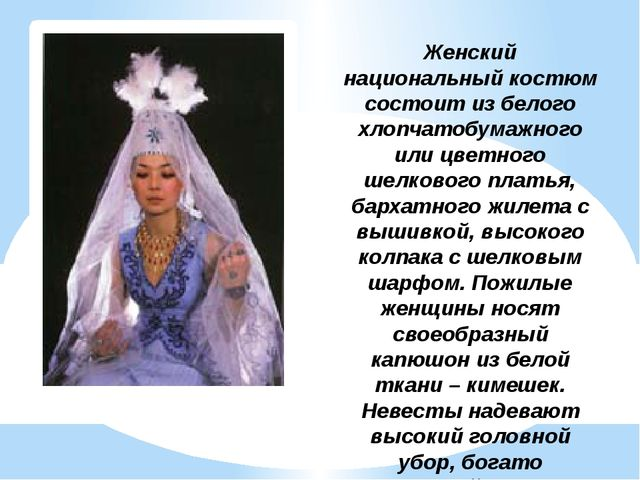 Женский
национальный костюм
состоит из белого
хлопчатобумажного
или цветного
шелкового платья,
бархатного жилета с
вышивкой, высокого
колпака с шелковым
шарфом. Пожилые
женщины носят
своеобразный
капюшон из белой
ткани – кимешек.
Невесты надевают
высокий головной
убор, богато